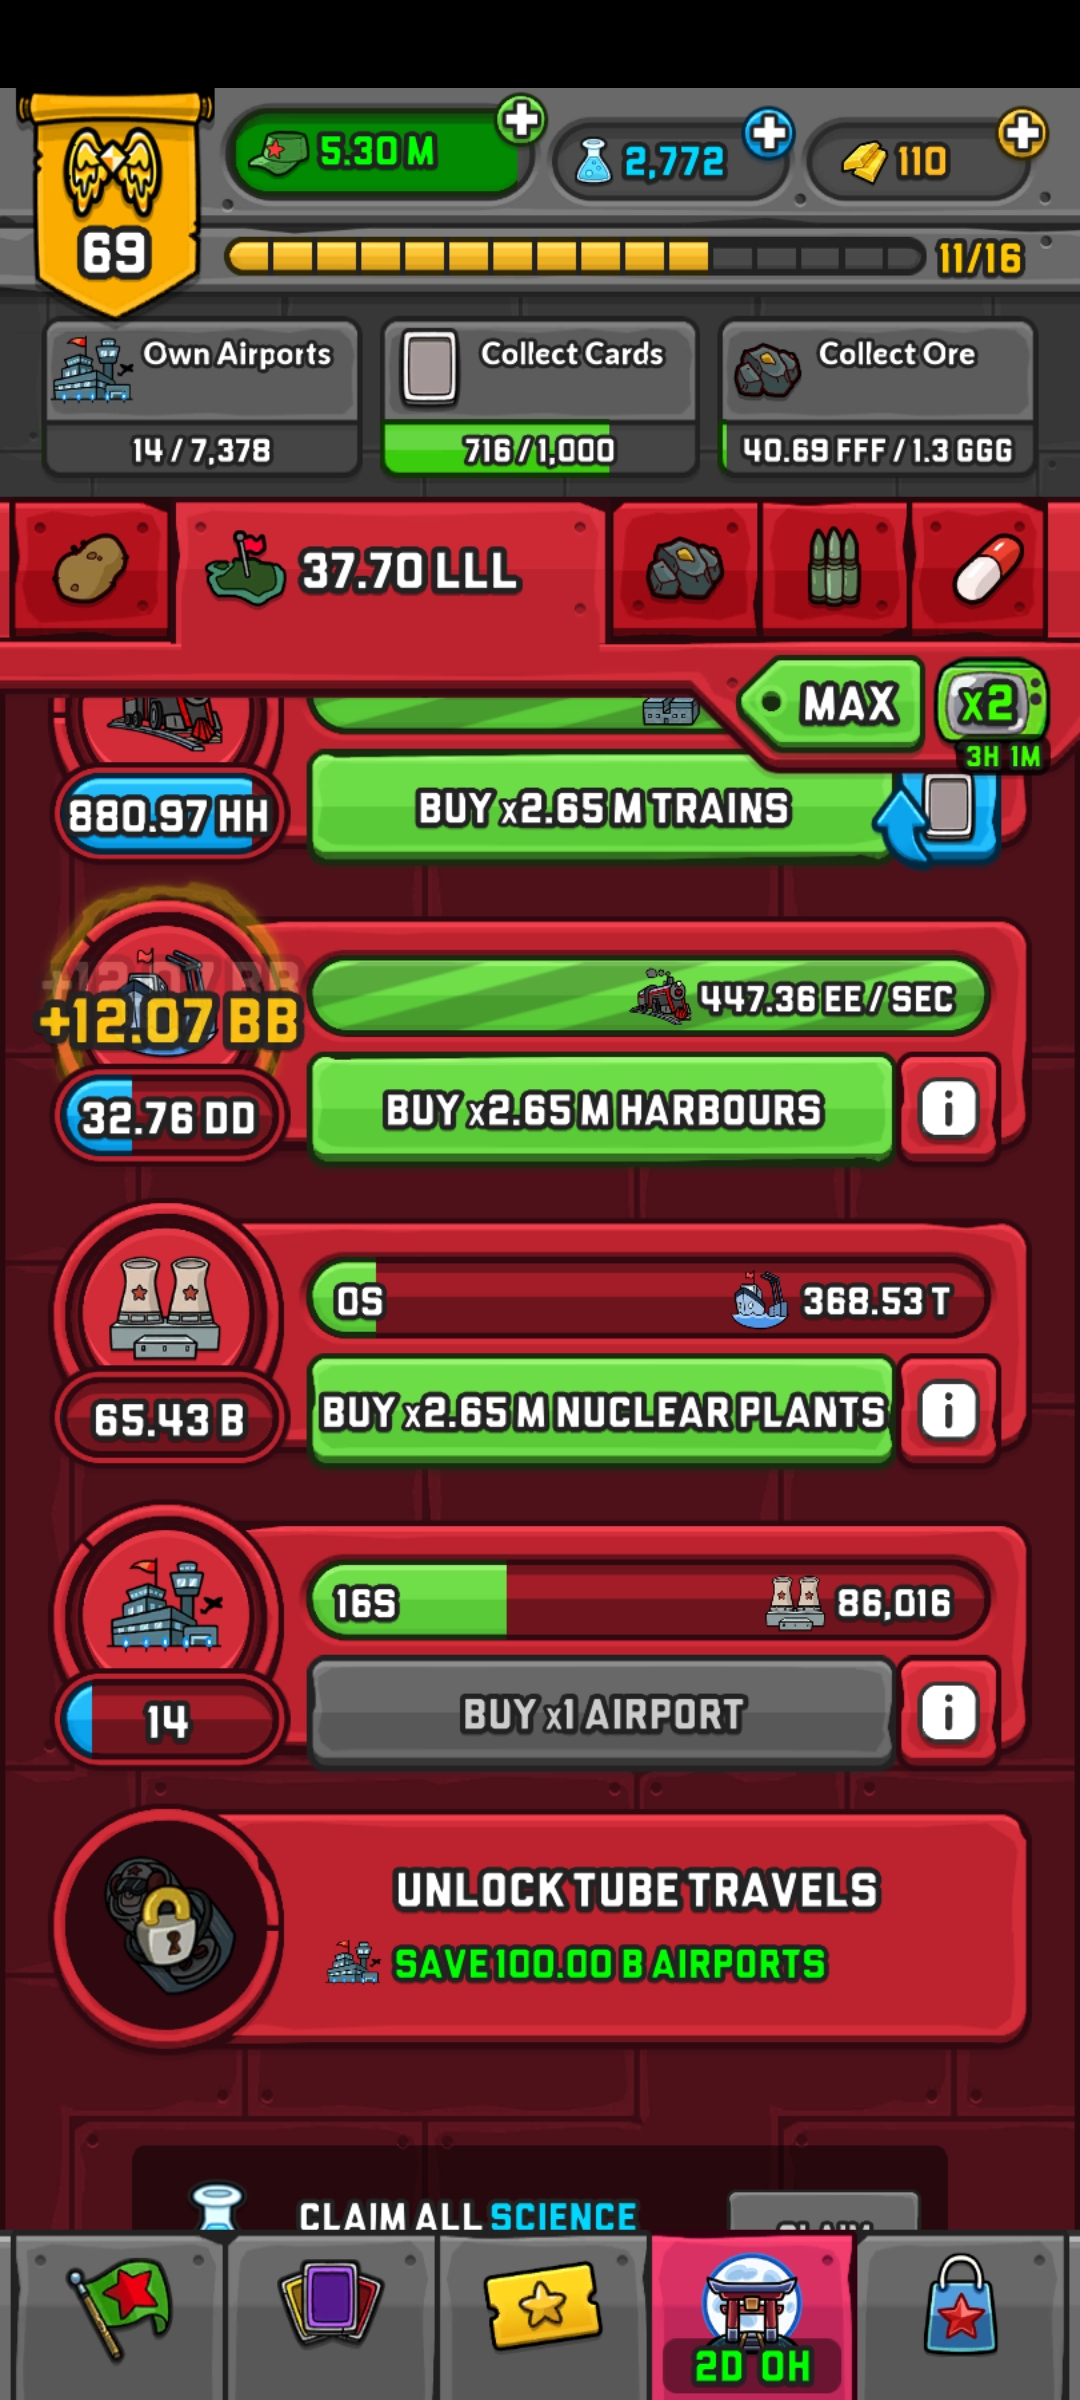 69
5.30 M
2,772
110
11/16
Own Airports
14 / 7,378
Collect Cards
716 / 1,000
Collect Ore
40.69 FFF / 1.3 GGG
37.70 LLL
MAX
x2
3H 1M
880.97 HH
BUY x2.65 M TRAINS
+12.07 BB
+12.07 BB
447.36 EE / SEC
32.76 DD
BUY x2.65 M HARBOURS
i
0S
368.53 T
65.43 B
BUY x2.65 M NUCLEAR PLANTS
i
16S
86,016
14
BUY x1 AIRPORT
i
UNLOCK TUBE TRAVELS
SAVE 100.00 B AIRPORTS
CLAIM ALL SCIENCE
CLAIM
2D 0H